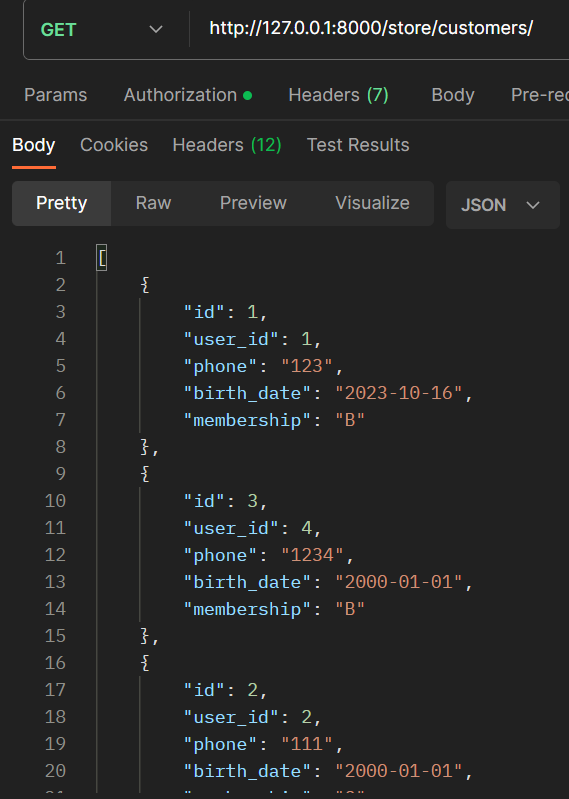 GET http://127.0.0.1:8000/store/customers/
Params Authorization Headers (7) Body
Body Cookies Headers (12) Test Results
Pretty Raw Preview Visualize JSON
1 [
2 {
3 "id": 1,
4 "user_id": 1,
5 "phone": "123",
6 "birth_date": "2023-10-16",
7 "membership": "B"
8 },
9 {
10 "id": 3,
11 "user_id": 4,
12 "phone": "1234",
13 "birth_date": "2000-01-01",
14 "membership": "B"
15 },
16 {
17 "id": 2,
18 "user_id": 2,
19 "phone": "111",
20 "birth_date": "2000-01-01",